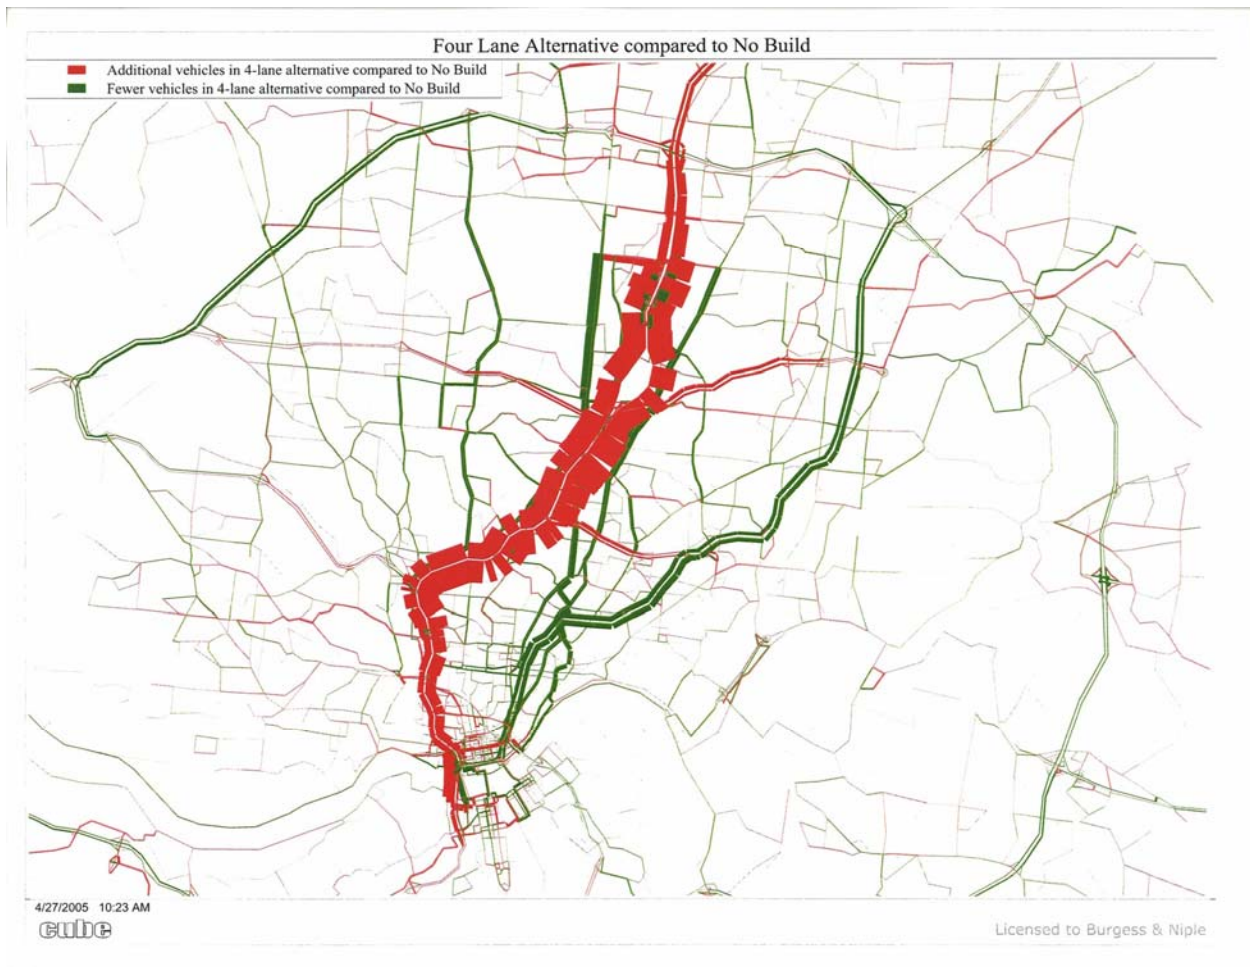 Four Lane Alternative compared to No Build
Additional vehicles in 4-lane alternative compared to No Build
Fewer vehicles in 4-lane alternative compared to No Build
4/27/2005 10:23 AM
cube
Licensed to Burgess & Niple